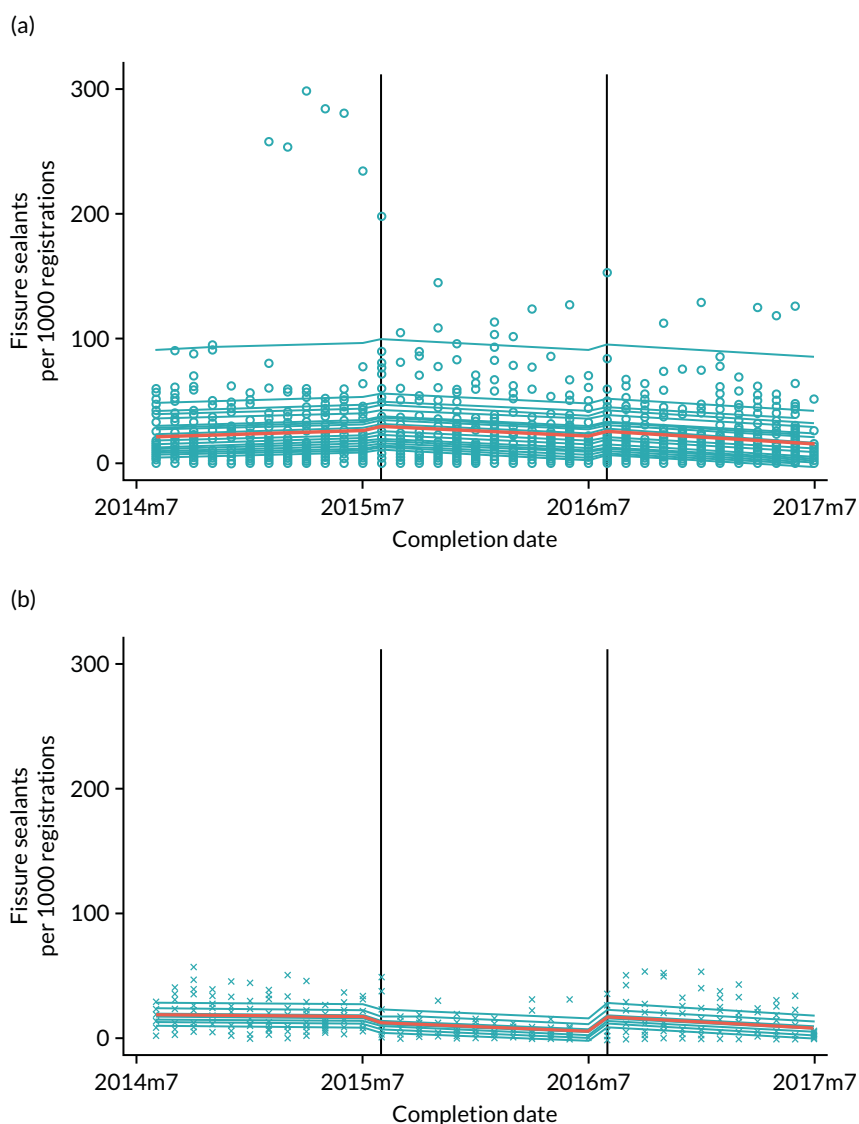 (a)
Fissure sealants
per 1000 registrations
300
200
100
0
2014m7
2015m7
2016m7
2017m7
Completion date
(b)
Fissure sealants
per 1000 registrations
300
200
100
0
2014m7
2015m7
2016m7
2017m7
Completion date